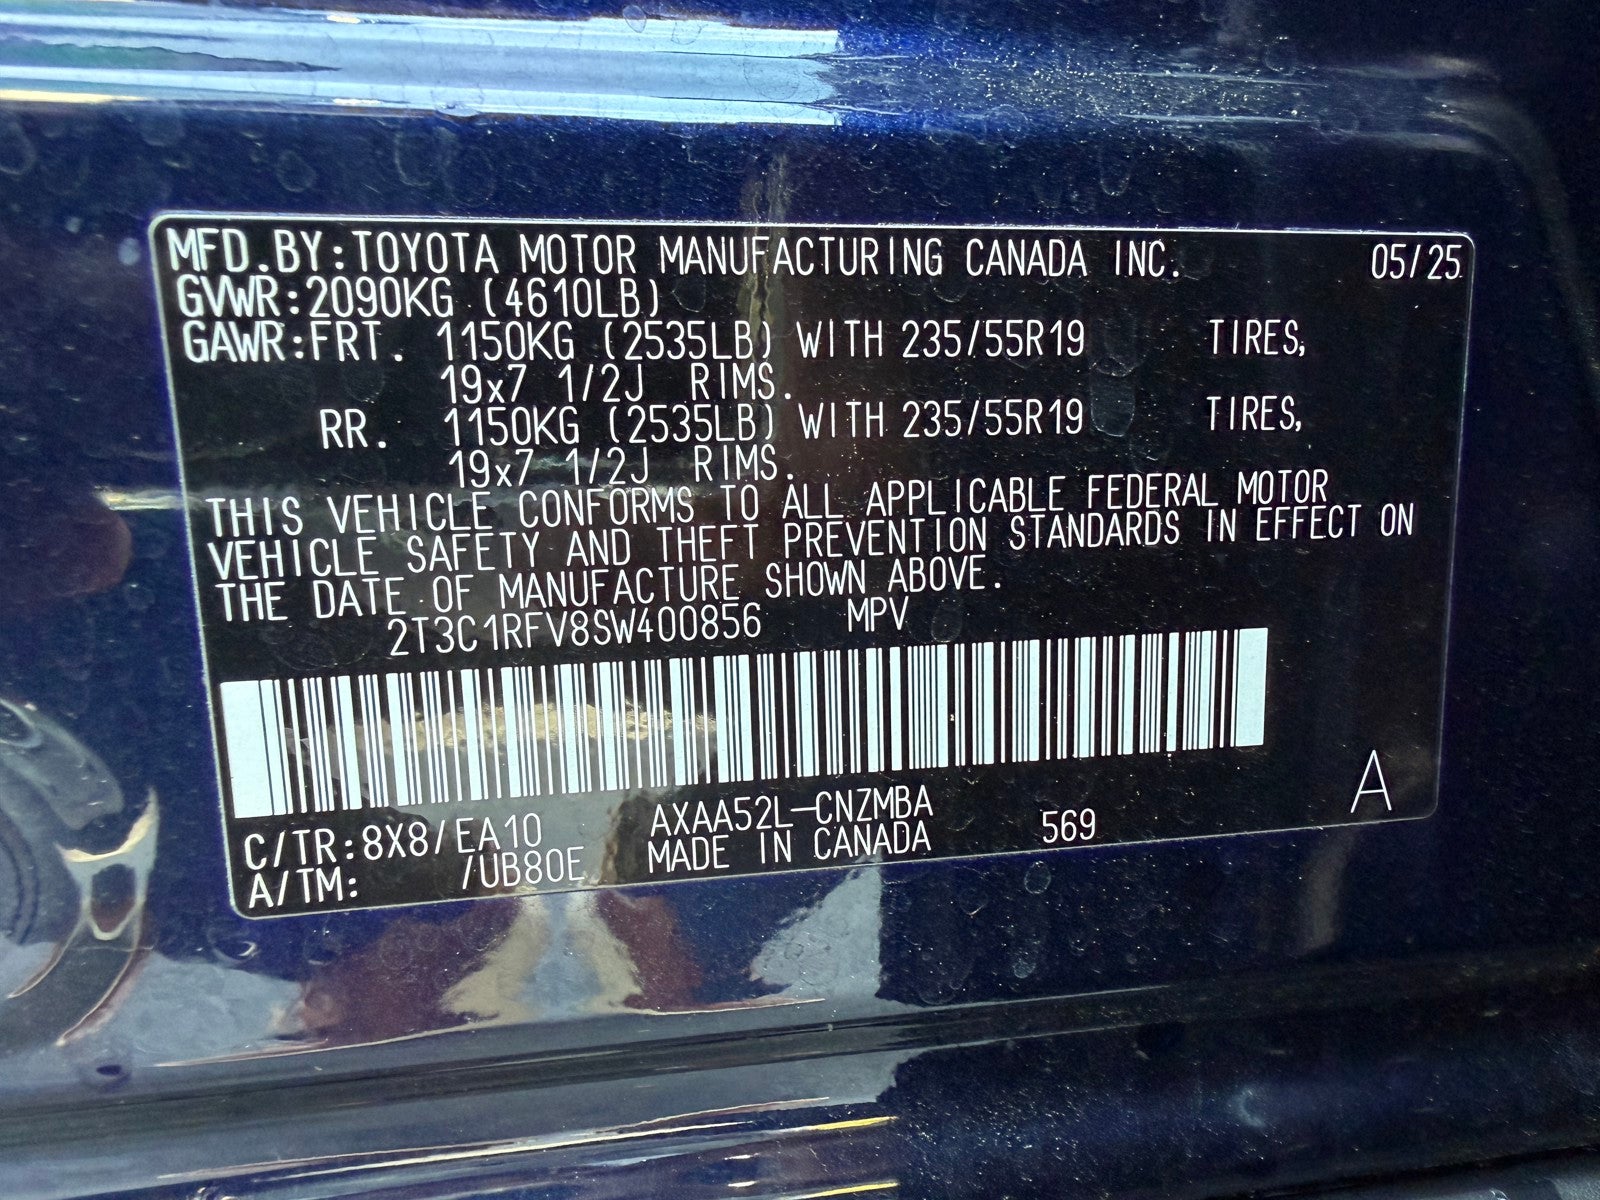 MFD.BY:TOYOTA MOTOR MANUFACTURING CANADA INC. 05/25
GVWR:2090KG (4610LB)
GAWR:FRT. 1150KG (2535LB) WITH 235/55R19 TIRES,
19x7 1/2J RIMS.
RR. 1150KG (2535LB) WITH 235/55R19 TIRES,
19x7 1/2J RIMS.
THIS VEHICLE CONFORMS TO ALL APPLICABLE FEDERAL MOTOR
VEHICLE SAFETY AND THEFT PREVENTION STANDARDS IN EFFECT ON
THE DATE OF MANUFACTURE SHOWN ABOVE.
2T3C1RFV8SW400856 MPV
C/TR:8X8/EA10 AXAA52L-CNZMBA 569 A
A/TM: /UB80E MADE IN CANADA